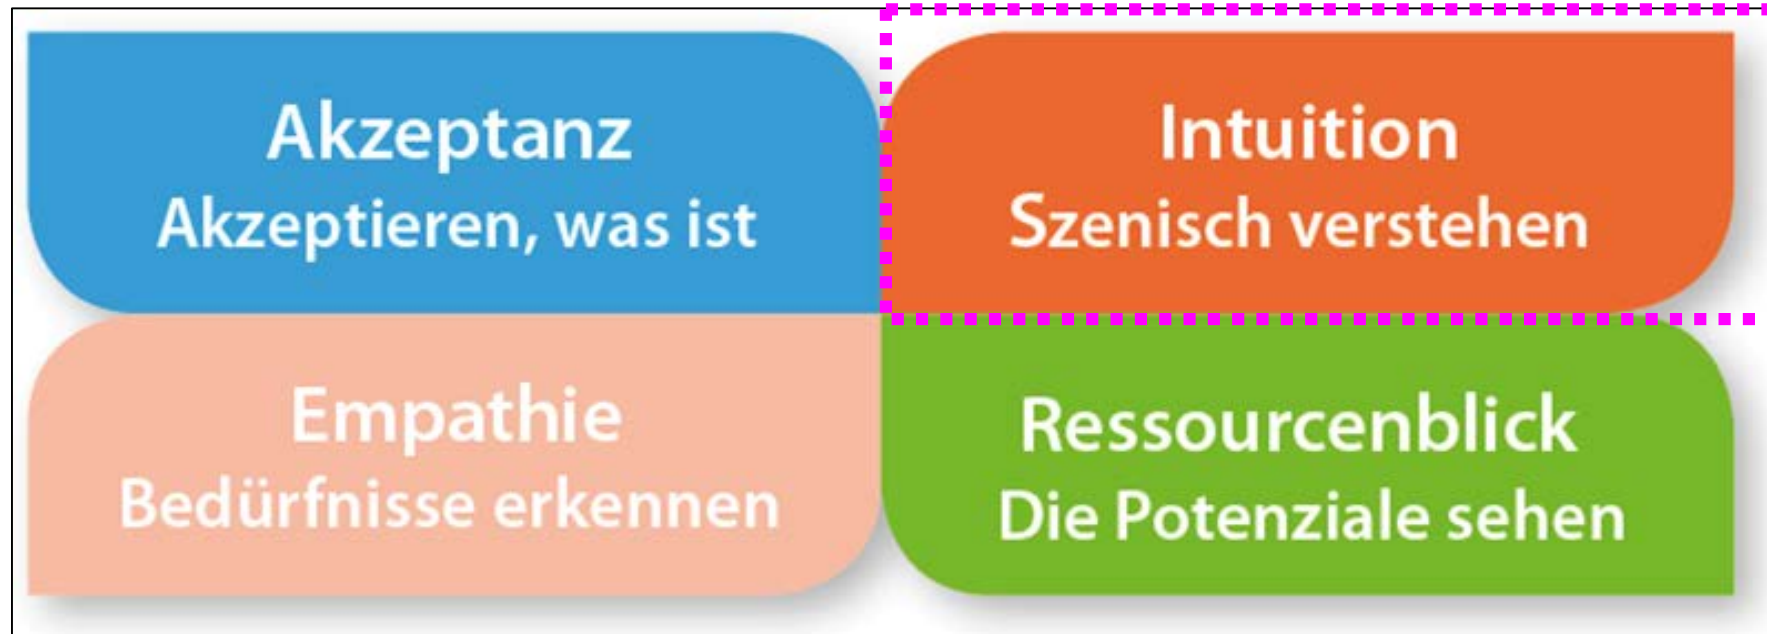 Akzeptanz
Akzeptieren, was ist
Intuition
Szenisch verstehen
Empathie
Bedürfnisse erkennen
Ressourcenblick
Die Potenziale sehen